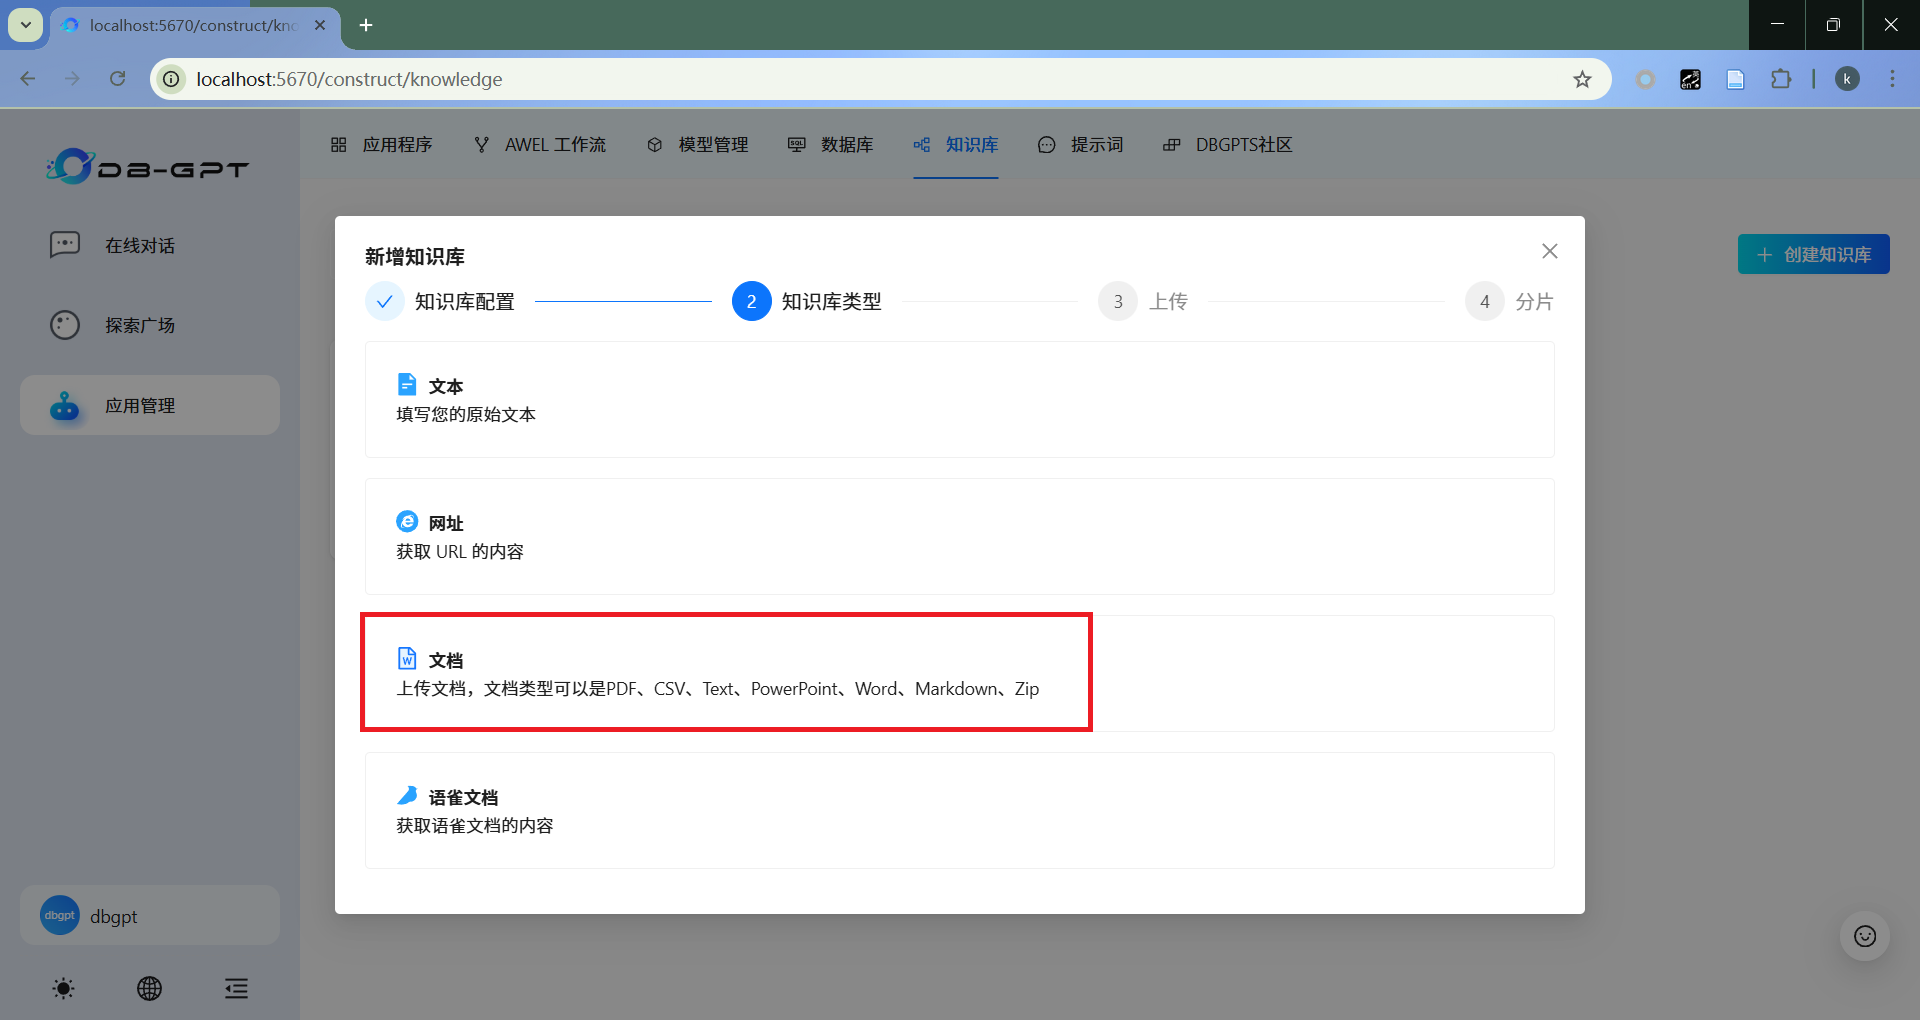 localhost:5670/construct/kno
localhost:5670/construct/knowledge
k
DB-GPT
应用程序
AWEL 工作流
模型管理
数据库
知识库
提示词
DBGPTS社区
在线对话
探索广场
应用管理
创建知识库
新增知识库
知识库配置
2 知识库类型
3 上传
4 分片
文本
填写您的原始文本
网址
获取 URL 的内容
文档
上传文档，文档类型可以是PDF、CSV、Text、PowerPoint、Word、Markdown、Zip
语雀文档
获取语雀文档的内容
dbgpt dbgpt